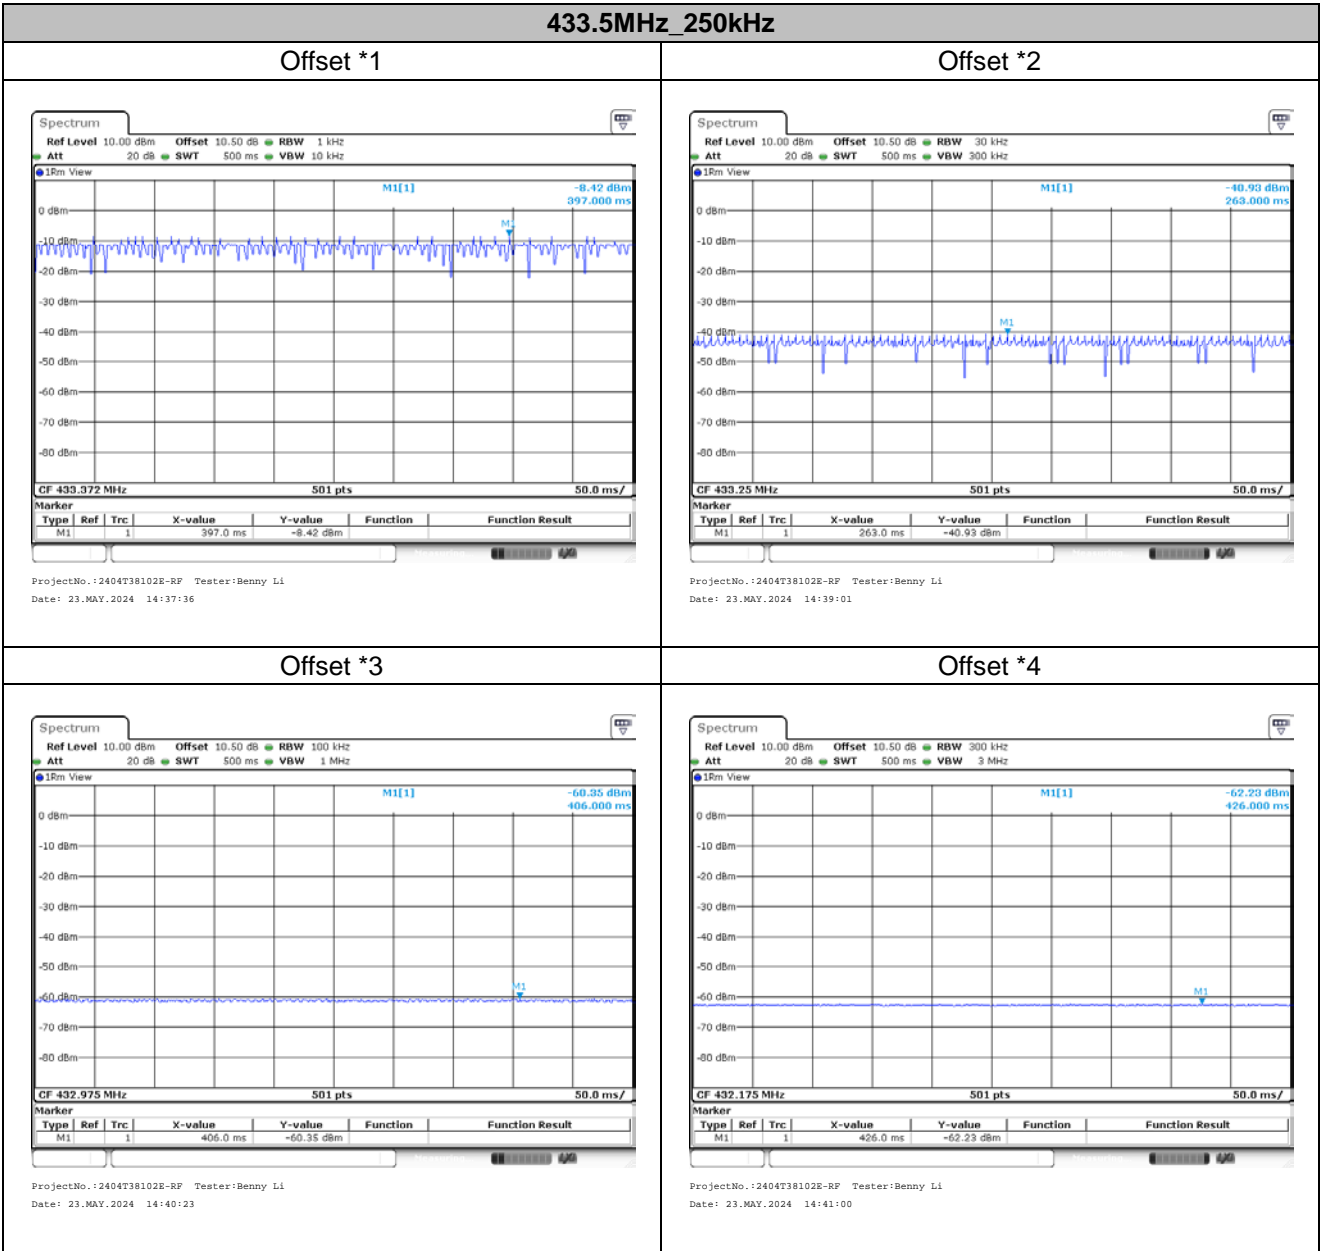 433.5MHz_250kHz
Offset *1
Offset *2
Spectrum
Ref Level 10.00 dBm Offset 10.50 dB RBW 1 kHz
Att 20 dB SWT 500 ms VBW 10 kHz
1Rm View
M1[1] -8.42 dBm
397.000 ms
M1
0 dBm
-10 dBm
-20 dBm
-30 dBm
-40 dBm
-50 dBm
-60 dBm
-70 dBm
-80 dBm
CF 433.372 MHz 501 pts 50.0 ms/
Marker
Type Ref Trc X-value Y-value Function Function Result
M1 1 397.0 ms -8.42 dBm
ProjectNo.:2404T38102E-RF Tester:Benny Li
Date: 23.MAY.2024 14:37:36
Spectrum
Ref Level 10.00 dBm Offset 10.50 dB RBW 30 kHz
Att 20 dB SWT 500 ms VBW 300 kHz
1Rm View
M1[1] -40.93 dBm
263.000 ms
0 dBm
-10 dBm
-20 dBm
-30 dBm
M1
-40 dBm
-50 dBm
-60 dBm
-70 dBm
-80 dBm
CF 433.25 MHz 501 pts 50.0 ms/
Marker
Type Ref Trc X-value Y-value Function Function Result
M1 1 263.0 ms -40.93 dBm
ProjectNo.:2404T38102E-RF Tester:Benny Li
Date: 23.MAY.2024 14:39:01
Offset *3
Offset *4
Spectrum
Ref Level 10.00 dBm Offset 10.50 dB RBW 100 kHz
Att 20 dB SWT 500 ms VBW 1 MHz
1Rm View
M1[1] -60.35 dBm
406.000 ms
0 dBm
-10 dBm
-20 dBm
-30 dBm
-40 dBm
-50 dBm
M1
-60 dBm
-70 dBm
-80 dBm
CF 432.975 MHz 501 pts 50.0 ms/
Marker
Type Ref Trc X-value Y-value Function Function Result
M1 1 406.0 ms -60.35 dBm
ProjectNo.:2404T38102E-RF Tester:Benny Li
Date: 23.MAY.2024 14:40:23
Spectrum
Ref Level 10.00 dBm Offset 10.50 dB RBW 300 kHz
Att 20 dB SWT 500 ms VBW 3 MHz
1Rm View
M1[1] -62.23 dBm
426.000 ms
0 dBm
-10 dBm
-20 dBm
-30 dBm
-40 dBm
-50 dBm
M1
-60 dBm
-70 dBm
-80 dBm
CF 432.175 MHz 501 pts 50.0 ms/
Marker
Type Ref Trc X-value Y-value Function Function Result
M1 1 426.0 ms -62.23 dBm
ProjectNo.:2404T38102E-RF Tester:Benny Li
Date: 23.MAY.2024 14:41:00